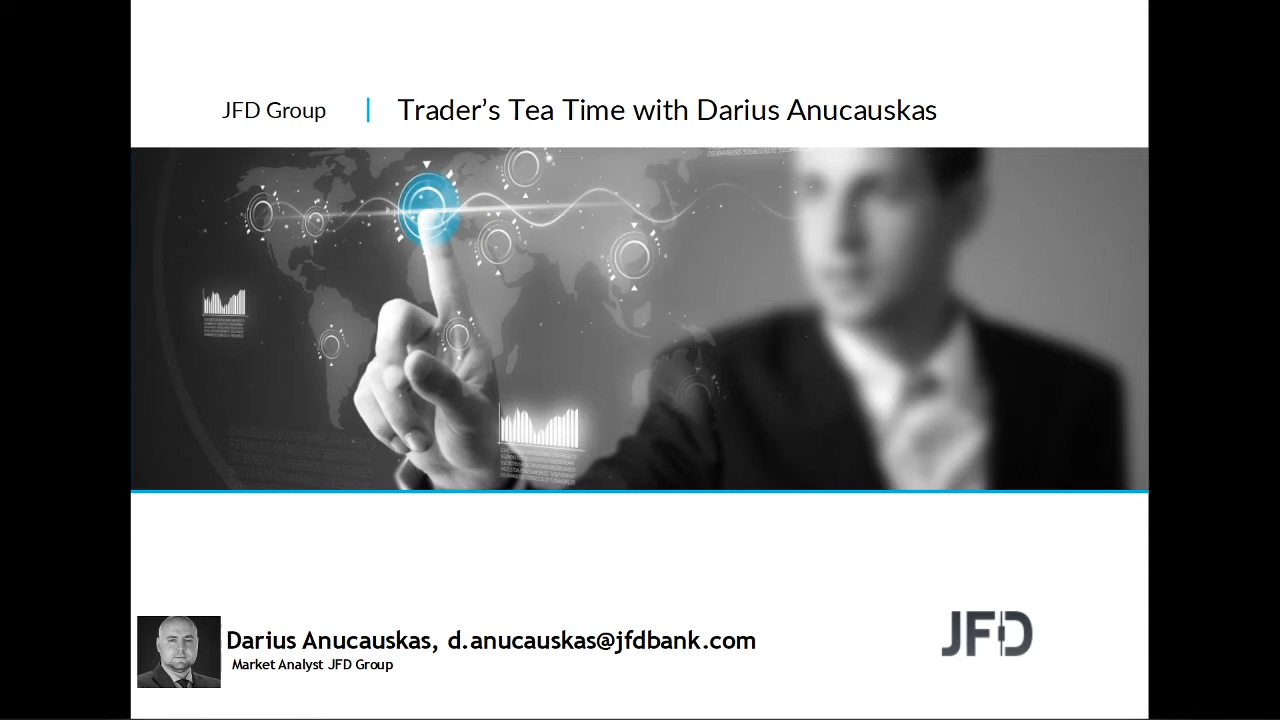 JFD Group | Trader’s Tea Time with Darius Anucauskas
Darius Anucauskas, d.anucauskas@jfdbank.com
Market Analyst JFD Group
JFD